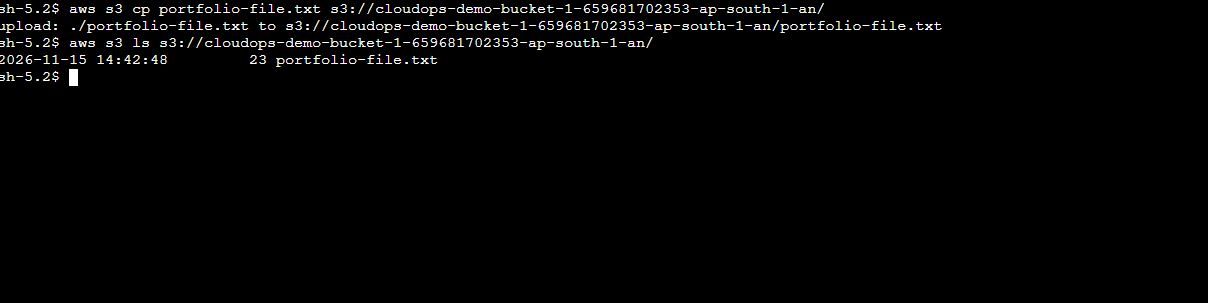 sh-5.2$ aws s3 cp portfolio-file.txt s3://cloudops-demo-bucket-1-659681702353-ap-south-1-an/
upload: ./portfolio-file.txt to s3://cloudops-demo-bucket-1-659681702353-ap-south-1-an/portfolio-file.txt
sh-5.2$ aws s3 ls s3://cloudops-demo-bucket-1-659681702353-ap-south-1-an/
2026-11-15 14:42:48         23 portfolio-file.txt
sh-5.2$